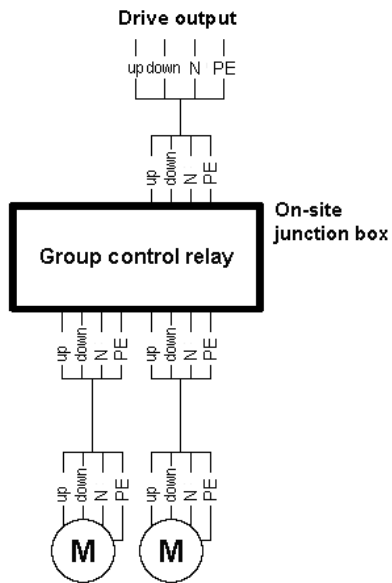 Drive output
up down N PE
up down N PE
On-site
junction box
Group control relay
up down N PE up down N PE
up down N PE up down N PE
M M